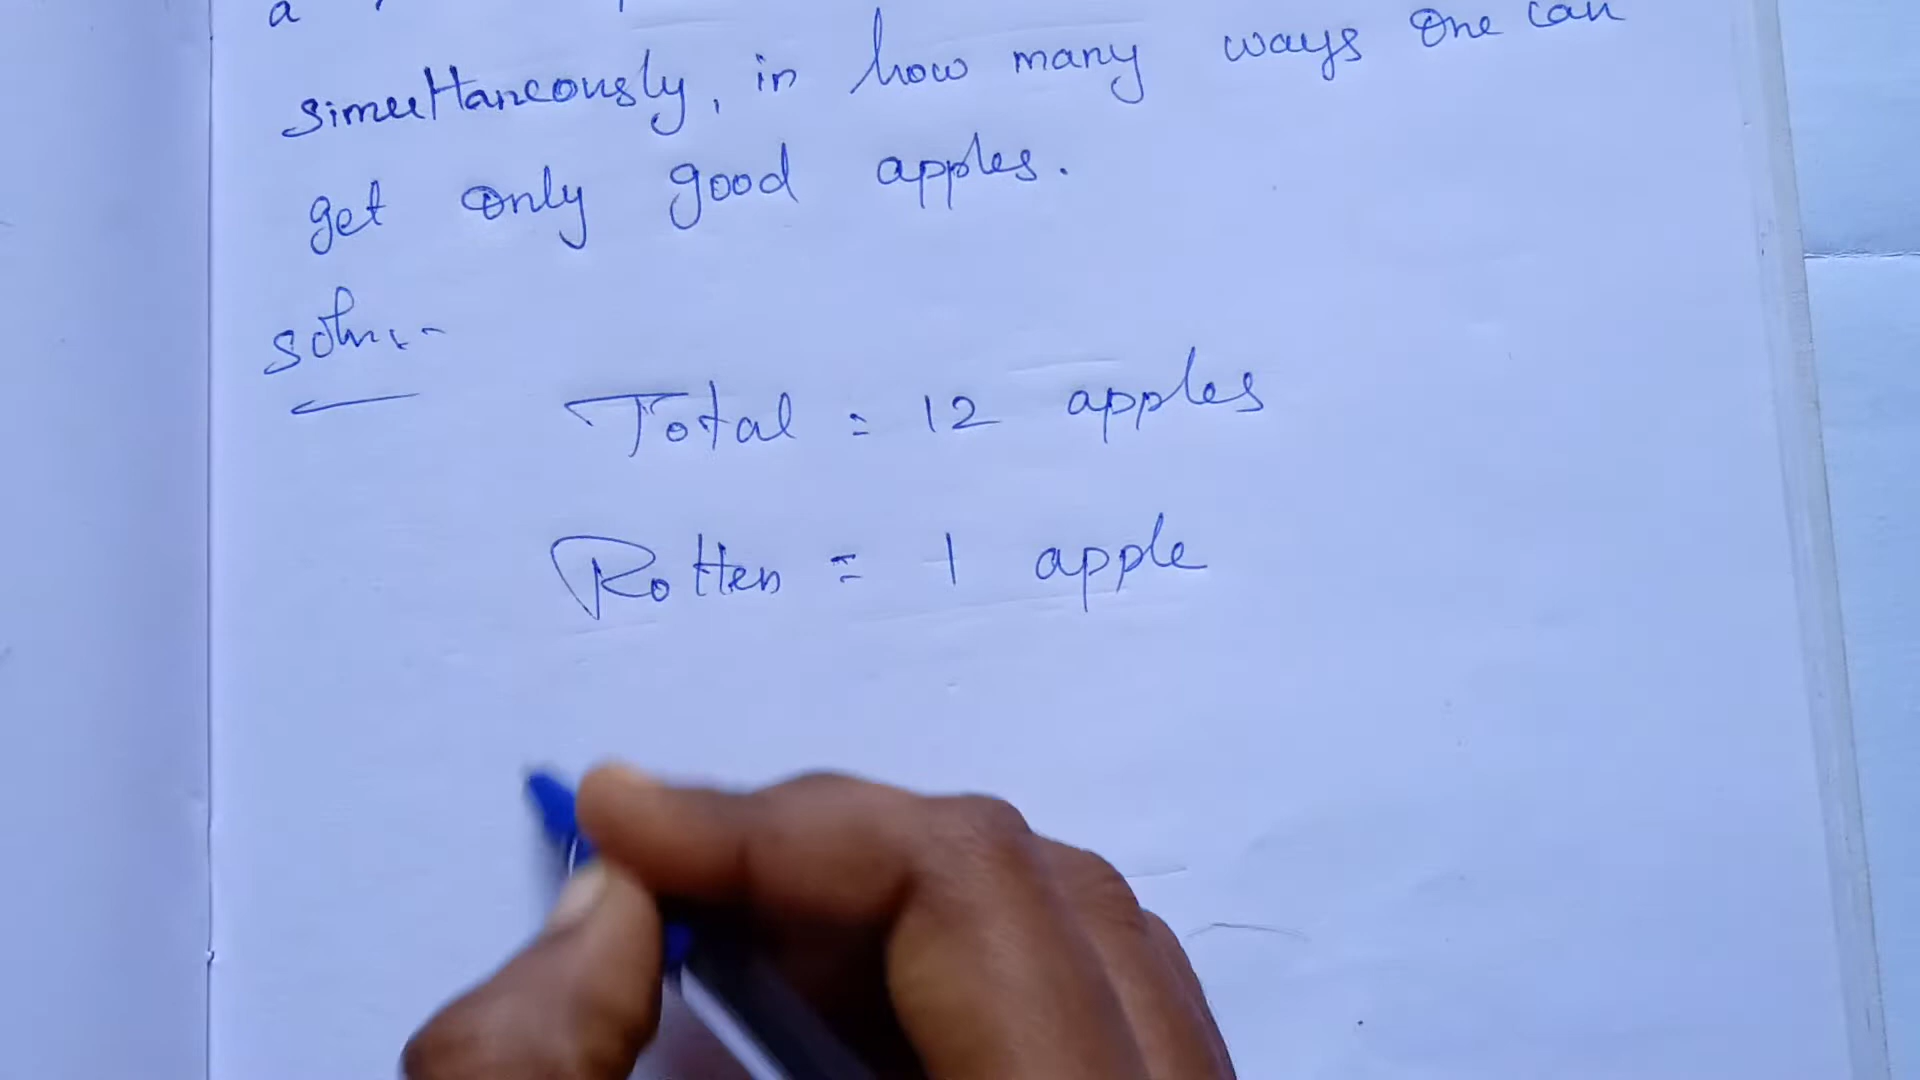 a
simultaneously, in how many ways one can
get only good apples.
soln:-
Total = 12 apples
Rotten = 1 apple